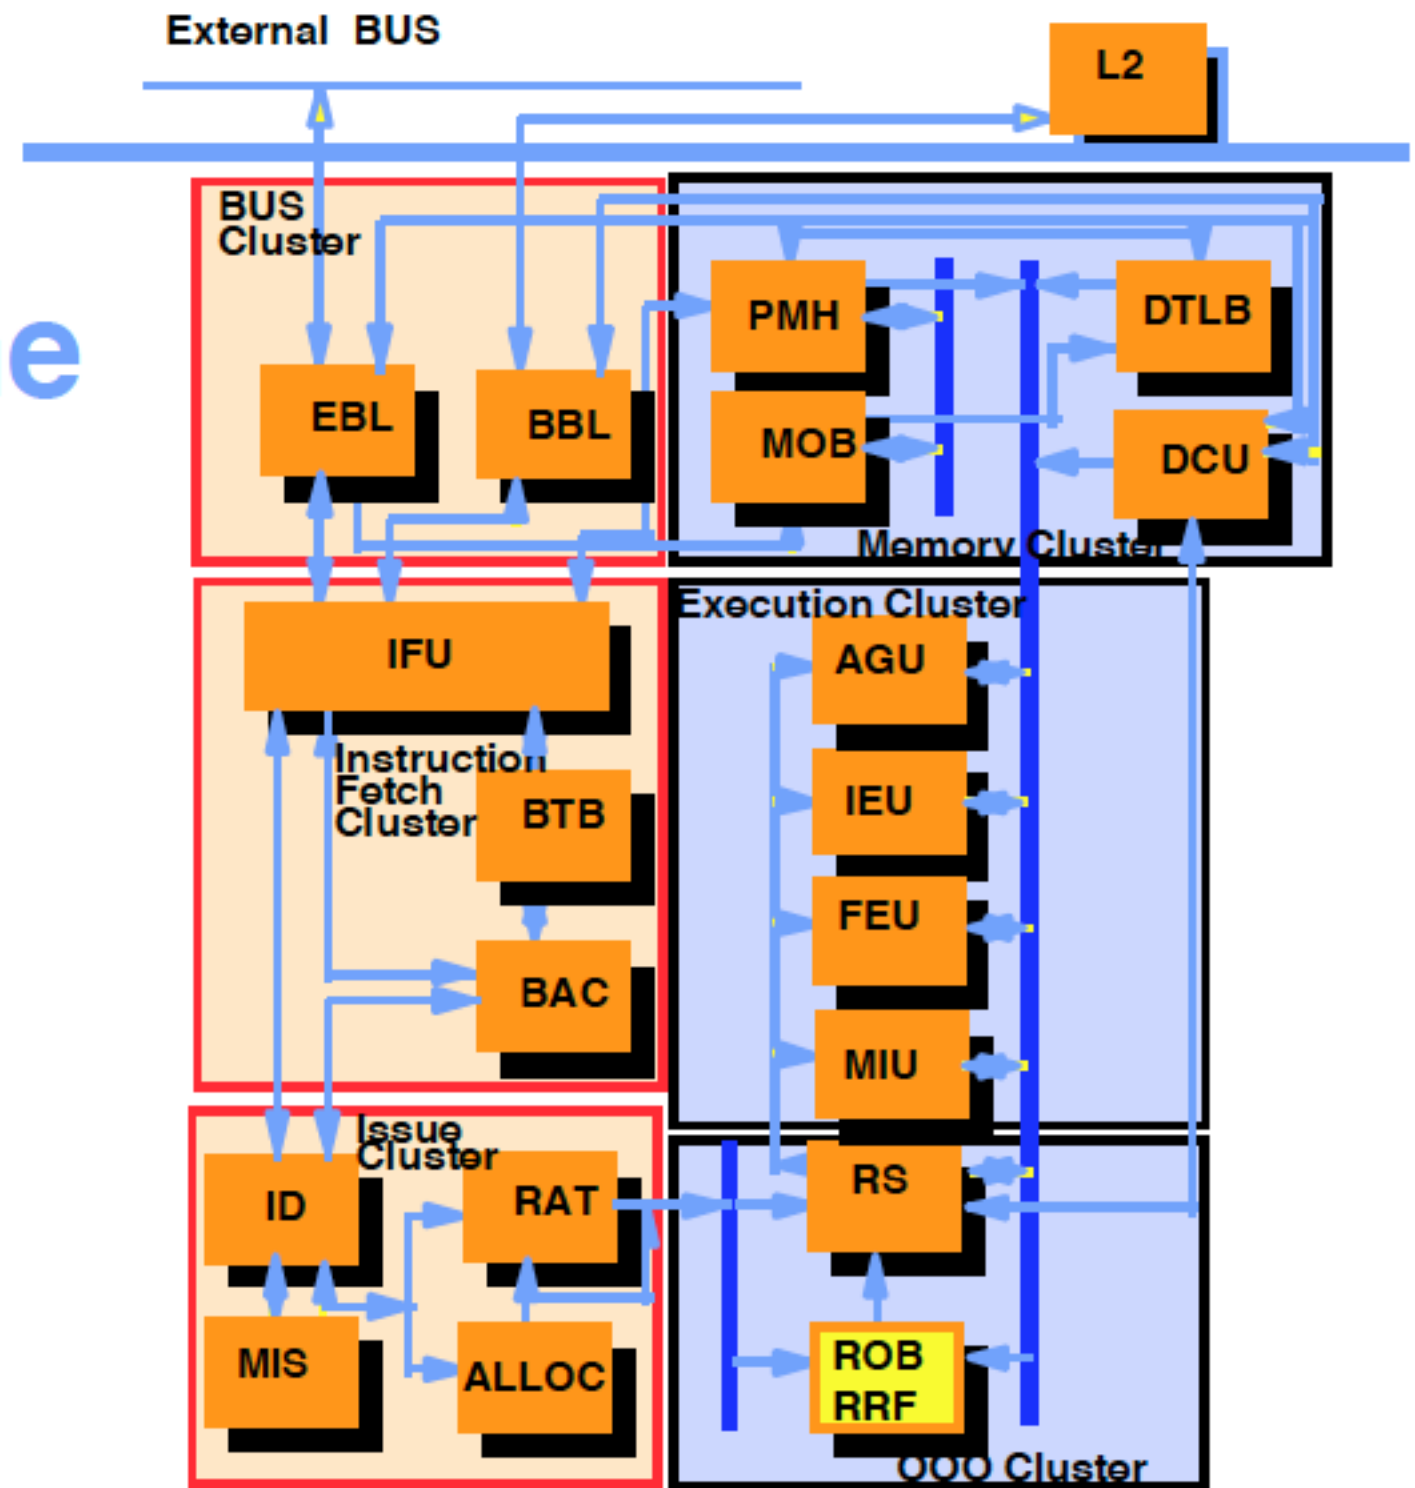 External BUS
L2
BUS
Cluster
e
PMH
DTLB
EBL
BBL
MOB
DCU
Memory Cluster
Execution Cluster
IFU
AGU
Instruction
Fetch
Cluster
BTB
IEU
FEU
BAC
MIU
Issue
Cluster
ID
RAT
RS
MIS
ALLOC
ROB
RRF
OOO Cluster